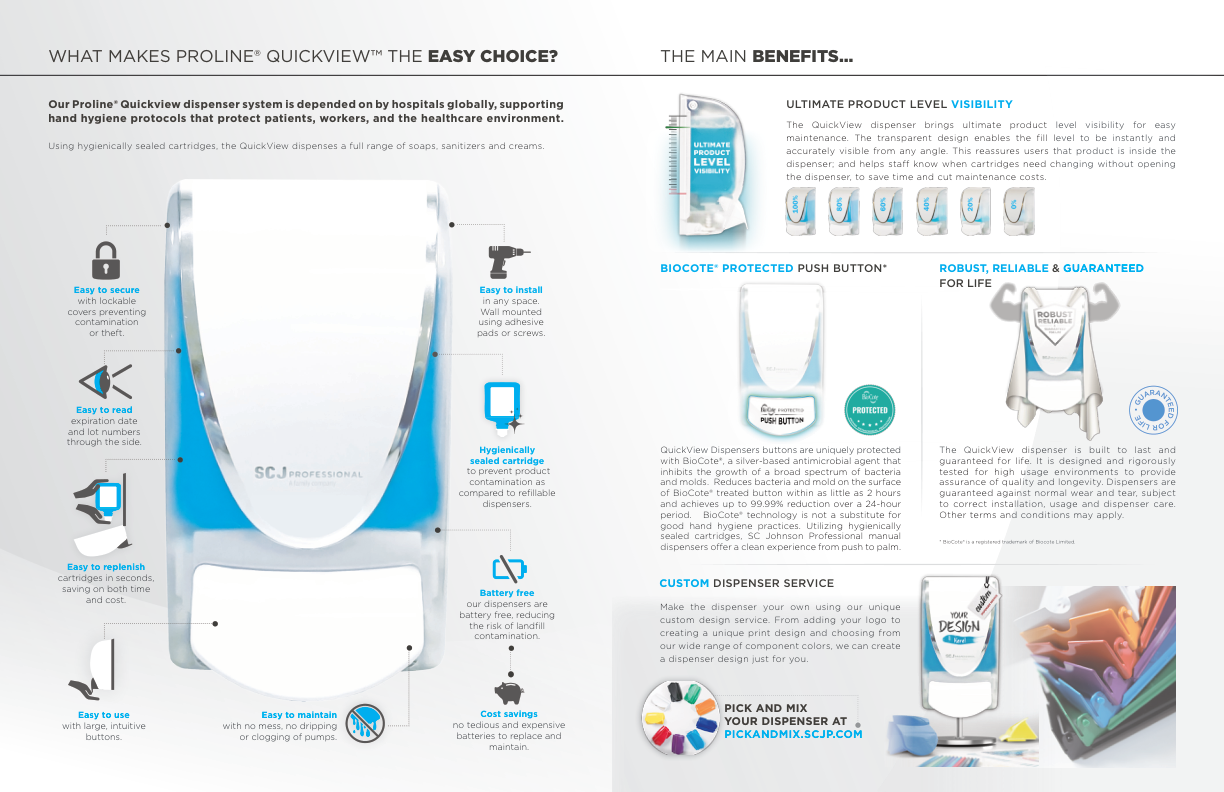 WHAT MAKES PROLINE® QUICKVIEW™ THE EASY CHOICE?
Our Proline® Quickview dispenser system is depended on by hospitals globally, supporting
hand hygiene protocols that protect patients, workers, and the healthcare environment.
Using hygienically sealed cartridges, the QuickView dispenses a full range of soaps, sanitizers and creams.
Easy to secure
with lockable
covers preventing
contamination
or theft.
Easy to read
expiration date
and lot numbers
through the side.
Easy to replenish
cartridges in seconds,
saving on both time
and cost.
Easy to use
with large, intuitive
buttons.
SCJ PROFESSIONAL
Easy to maintain
with no mess, no dripping
or clogging of pumps.
Easy to install
in any space.
Wall mounted
using adhesive
pads or screws.
Hygienically
sealed cartridge
to prevent product
contamination as
compared to refillable
dispensers.
Battery free
our dispensers are
battery free, reducing
the risk of landfill
contamination.
Cost savings
no tedious and expensive
batteries to replace and
maintain.
THE MAIN BENEFITS...
ULTIMATE
PRODUCT
LEVEL
VISIBILITY
ULTIMATE PRODUCT LEVEL VISIBILITY
The QuickView dispenser brings ultimate product level visibility for easy
maintenance. The transparent design enables the fill level to be instantly and
accurately visible from any angle. This reassures users that product is inside the
dispenser; and helps staff know when cartridges need changing without opening
the dispenser, to save time and cut maintenance costs.
100%
80%
60%
40%
20%
0%
BIOCOTE® PROTECTED PUSH BUTTON*
BioCote PROTECTED
PUSH BUTTON
BioCote
PROTECTED
QuickView Dispensers buttons are uniquely protected
with BioCote®, a silver-based antimicrobial agent that
inhibits the growth of a broad spectrum of bacteria
and molds. Reduces bacteria and mold on the surface
of BioCote® treated button within as little as 2 hours
and achieves up to 99.99% reduction over a 24-hour
period. BioCote® technology is not a substitute for
good hand hygiene practices. Utilizing hygienically
sealed cartridges, SC Johnson Professional manual
dispensers offer a clean experience from push to palm.
ROBUST, RELIABLE & GUARANTEED
FOR LIFE
ROBUST
RELIABLE
GUARANTEED FOR LIFE
The QuickView dispenser is built to last and
guaranteed for life. It is designed and rigorously
tested for high usage environments to provide
assurance of quality and longevity. Dispensers are
guaranteed against normal wear and tear, subject
to correct installation, usage and dispenser care.
Other terms and conditions may apply.
* BioCote® is a registered trademark of Biocote Limited.
CUSTOM DISPENSER SERVICE
Make the dispenser your own using our unique
custom design service. From adding your logo to
creating a unique print design and choosing from
our wide range of component colors, we can create
a dispenser design just for you.
PICK AND MIX
YOUR DISPENSER AT
PICKANDMIX.SCJP.COM
custom
YOUR
DESIGN
Here!